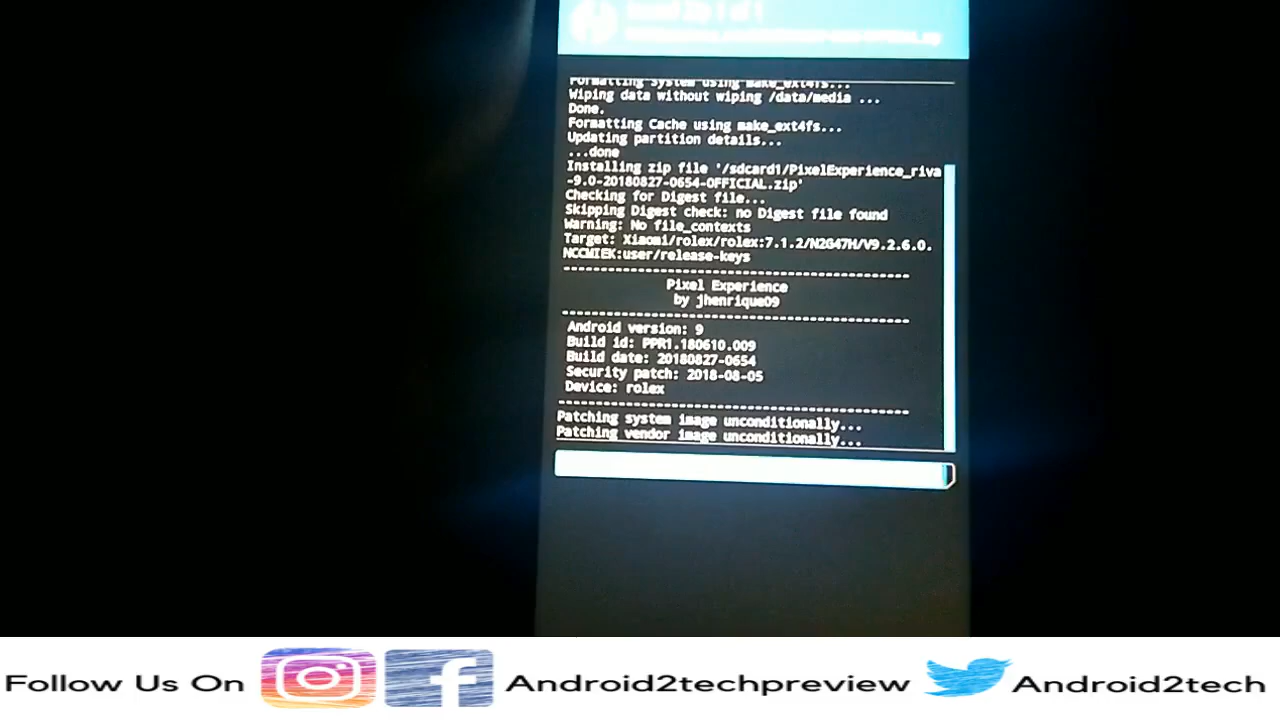 Install Zip 1 of 1
Formatting System using make_ext4fs...
Wiping data without wiping /data/media ...
Done.
Formatting Cache using make_ext4fs...
Updating partition details...
...done
Installing zip file '/sdcard1/PixelExperience_riva
-9.0-20180827-0654-OFFICIAL.zip'
Checking for Digest file...
Skipping Digest check: no Digest file found
Warning: No file_contexts
Target: Xiaomi/rolex/rolex:7.1.2/N2G47H/V9.2.6.0.
NCCMIEK:user/release-keys
--------------------------------------------------
Pixel Experience
by jhenrique09
--------------------------------------------------
Android version: 9
Build id: PPR1.180610.009
Build date: 20180827-0654
Security patch: 2018-08-05
Device: rolex
--------------------------------------------------
Patching system image unconditionally...
Patching vendor image unconditionally...
Follow Us On Android2techpreview Android2tech